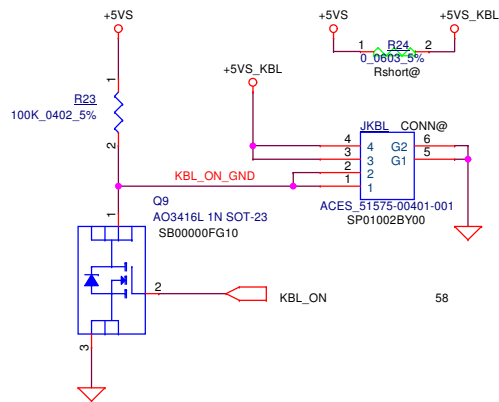 +5VS
+5VS
+5VS_KBL
1
R24
2
0_0603_5%
Rshort@
+5VS_KBL
1
R23
100K_0402_5%
2
JKBL CONN@
4 4 G2 6
3 3 G1 5
2 2
1 1
KBL_ON_GND
ACES_51575-00401-001
SP01002BY00
1
Q9
AO3416L 1N SOT-23
SB00000FG10
2
KBL_ON
58
3